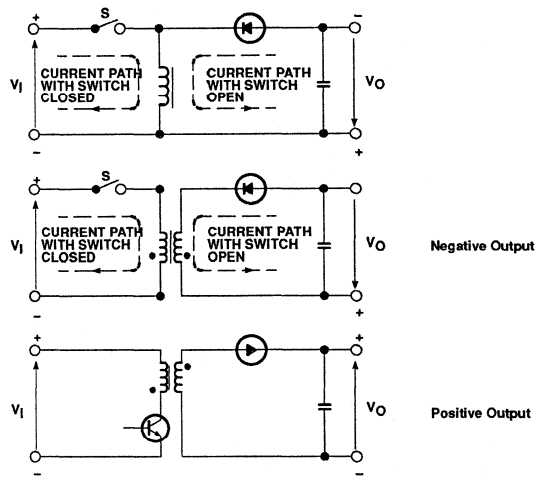 +
S
–
VI
CURRENT PATH
WITH SWITCH
CLOSED
CURRENT PATH
WITH SWITCH
OPEN
VO
–
+
+
S
VI
CURRENT PATH
WITH SWITCH
CLOSED
CURRENT PATH
WITH SWITCH
OPEN
VO
Negative Output
–
+
+
+
VI
VO
Positive Output
–
–